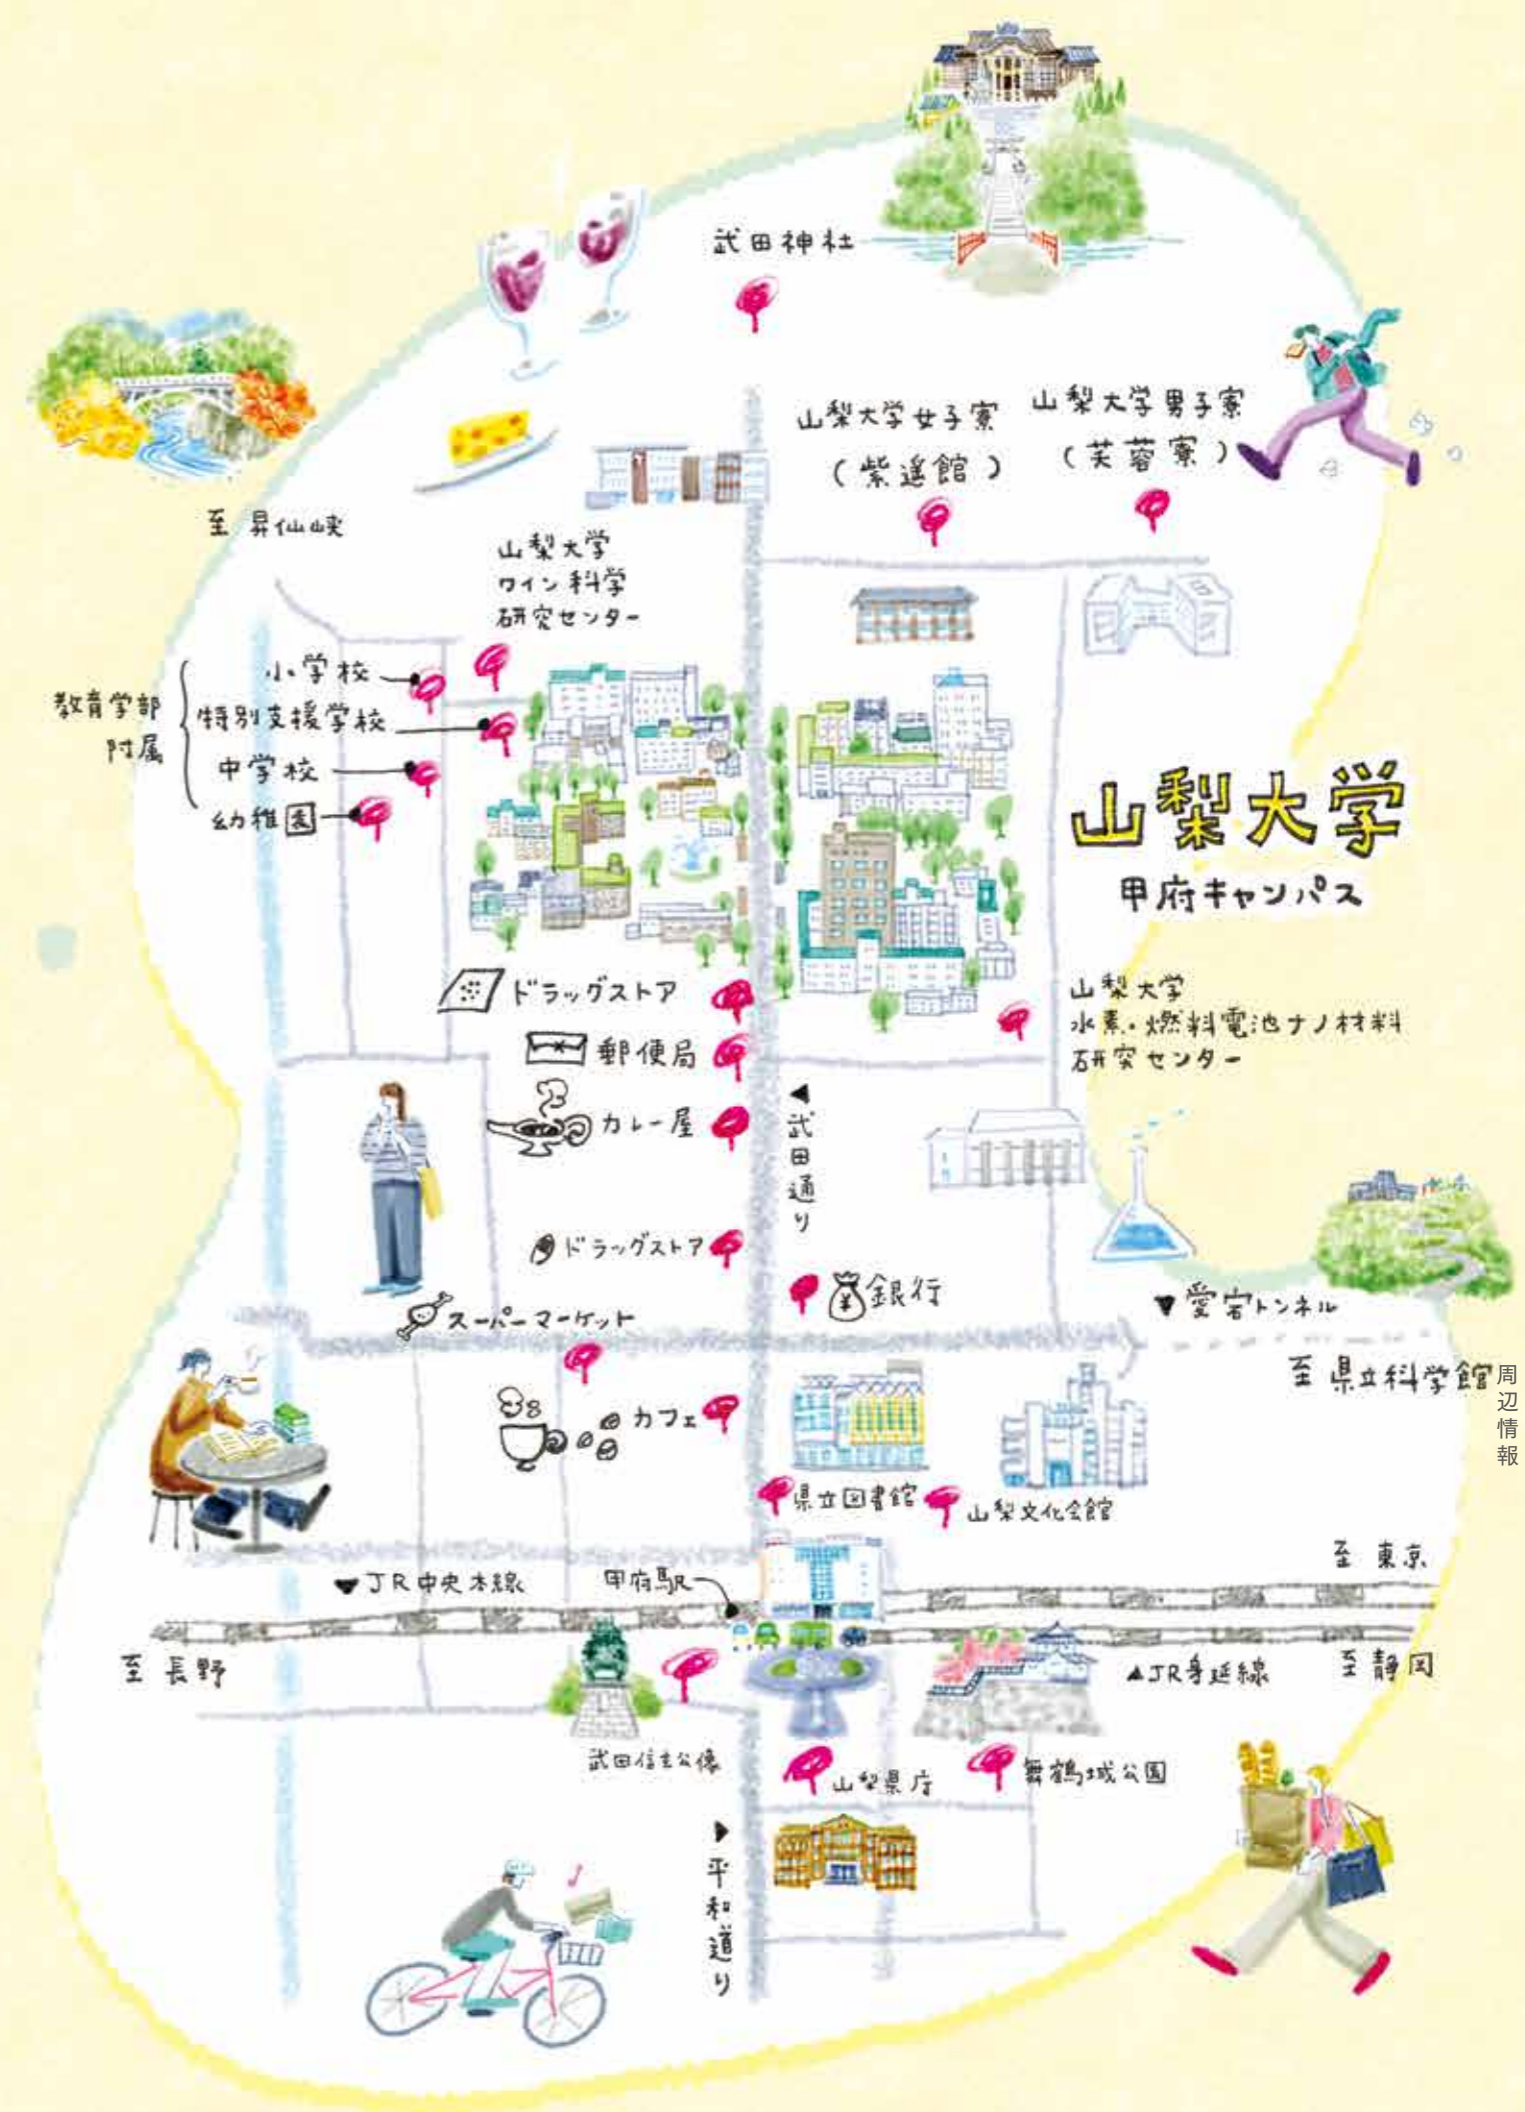 武田神社
山梨大学女子寮
(紫遥館)
山梨大学男子寮
(芙蓉寮)
至 昇仙峡
山梨大学
ワイン科学
研究センター
教育学部
附属
小学校
特別支援学校
中学校
幼稚園
山梨大学
甲府キャンパス
ドラッグストア
郵便局
カレー屋
山梨大学
水素・燃料電池ナノ材料
研究センター
武田通り
ドラッグストア
銀行
スーパーマーケット
愛宕トンネル
至 県立科学館
周辺情報
カフェ
県立図書館
山梨文化会館
至 東京
JR中央本線
甲府駅
至 長野
JR身延線
至 静岡
武田信玄公像
山梨県庁
舞鶴城公園
平和通り